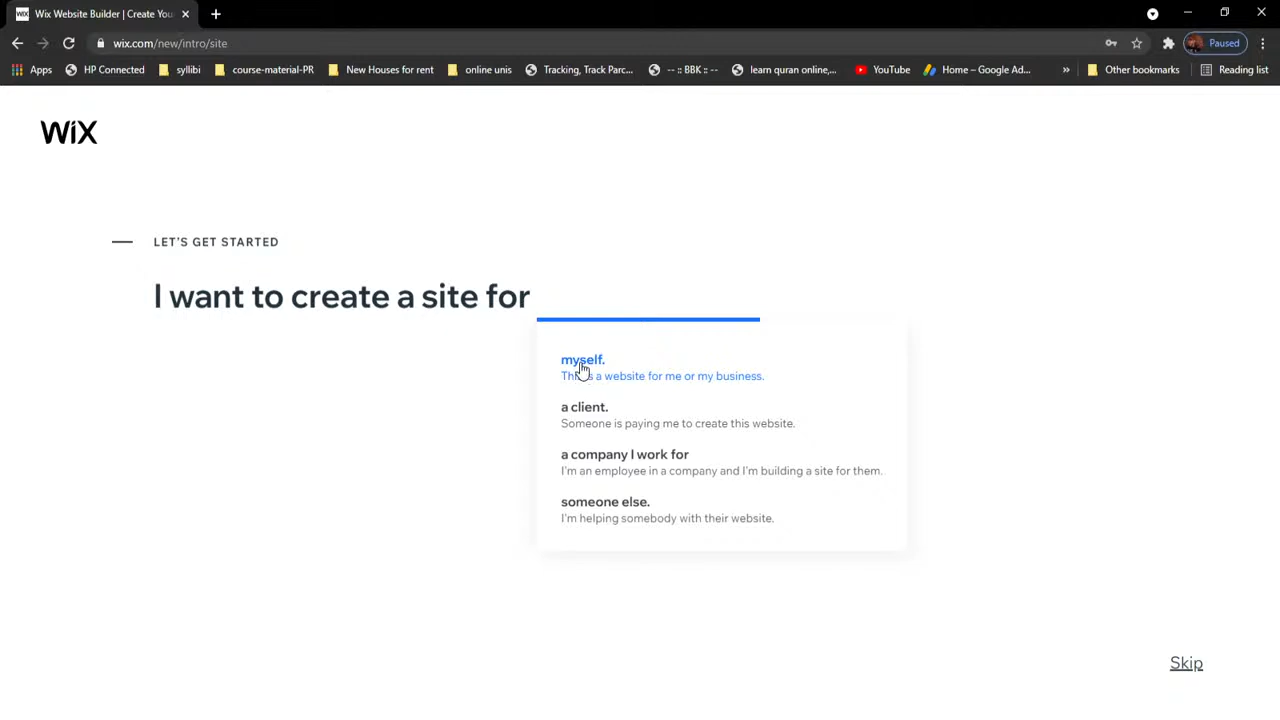 WiX Wix Website Builder | Create You
wix.com/new/intro/site
Paused
Apps
HP Connected
syllibi
course-material-PR
New Houses for rent
online unis
Tracking, Track Parc...
-- :: BBK :: --
learn quran online,...
YouTube
Home – Google Ad...
»
Other bookmarks
Reading list
WiX
LET'S GET STARTED
I want to create a site for
myself.
a website for me or my business.
a client.
Someone is paying me to create this website.
a company I work for
I'm an employee in a company and I'm building a site for them.
someone else.
I'm helping somebody with their website.
Skip